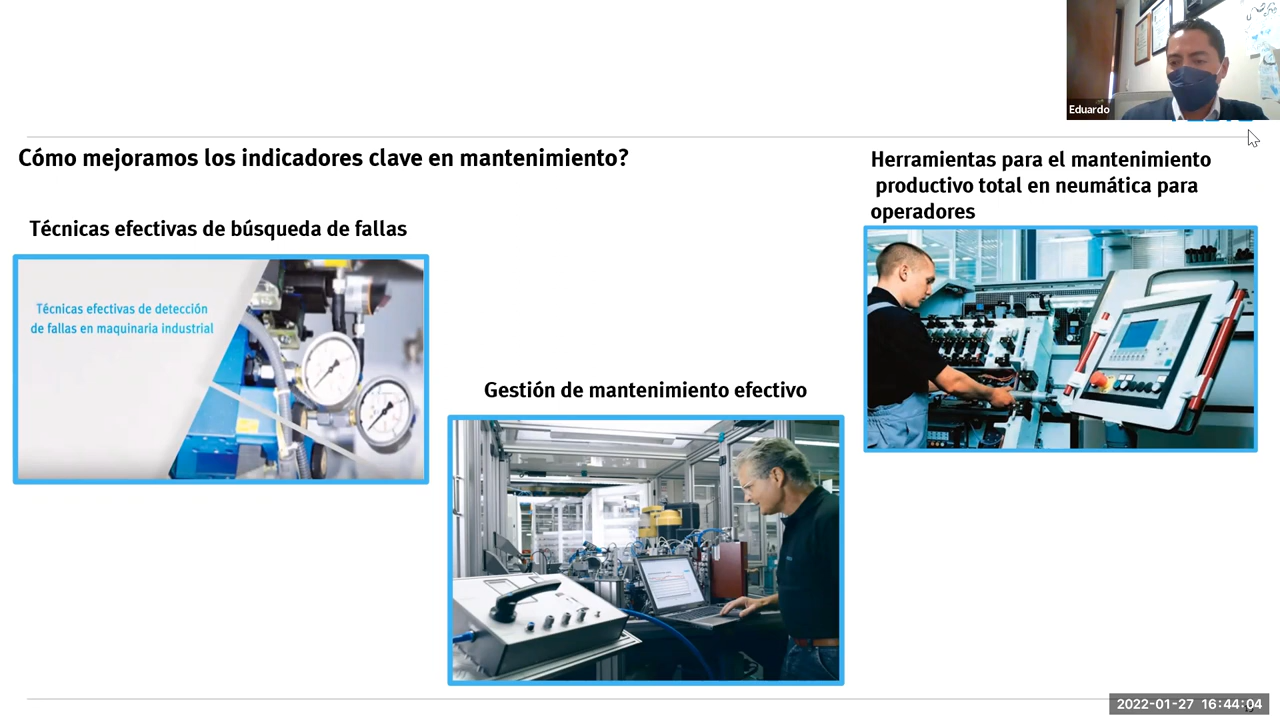 Eduardo
Cómo mejoramos los indicadores clave en mantenimiento?
Herramientas para el mantenimiento
productivo total en neumática para
operadores
Técnicas efectivas de búsqueda de fallas
Técnicas efectivas de detección
de fallas en maquinaria industrial
Gestión de mantenimiento efectivo
2022-01-27 16:44:04